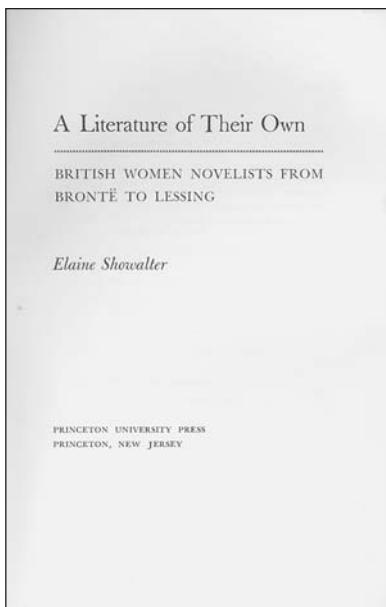 A Literature of Their Own
BRITISH WOMEN NOVELISTS FROM
BRONTË TO LESSING
Elaine Showalter
PRINCETON UNIVERSITY PRESS
PRINCETON, NEW JERSEY